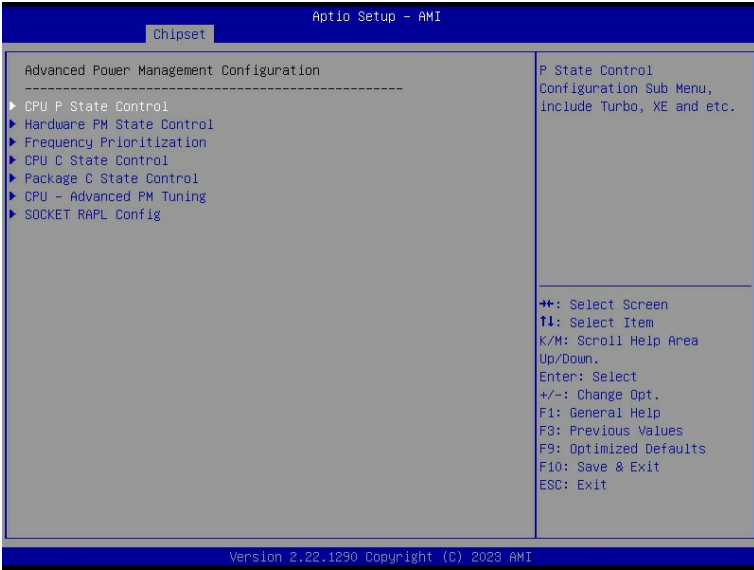 Aptio Setup – AMI
Chipset
Advanced Power Management Configuration
--------------------------------------------------
CPU P State Control
Hardware PM State Control
Frequency Prioritization
CPU C State Control
Package C State Control
CPU – Advanced PM Tuning
SOCKET RAPL Config
P State Control
Configuration Sub Menu,
include Turbo, XE and etc.
→←: Select Screen
↑↓: Select Item
K/M: Scroll Help Area
Up/Down.
Enter: Select
+/-: Change Opt.
F1: General Help
F3: Previous Values
F9: Optimized Defaults
F10: Save & Exit
ESC: Exit
Version 2.22.1290 Copyright (C) 2023 AMI